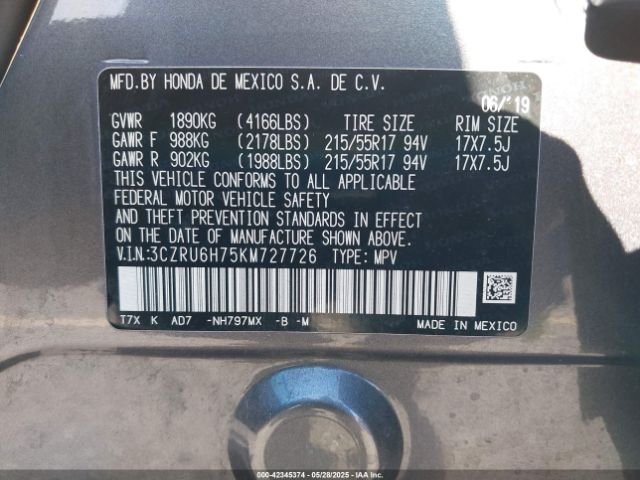 MFD.BY HONDA DE MEXICO S.A. DE C.V.
06/'19
GVWR 1890KG (4166LBS) TIRE SIZE RIM SIZE
GAWR F 988KG (2178LBS) 215/55R17 94V 17X7.5J
GAWR R 902KG (1988LBS) 215/55R17 94V 17X7.5J
THIS VEHICLE CONFORMS TO ALL APPLICABLE
FEDERAL MOTOR VEHICLE SAFETY
AND THEFT PREVENTION STANDARDS IN EFFECT
ON THE DATE OF MANUFACTURE SHOWN ABOVE.
V.I.N:3CZRU6H75KM727726 TYPE: MPV
T7X K AD7 -NH797MX -B -M MADE IN MEXICO
000-42345374 - 05/28/2025 - Copyright IAA Inc.